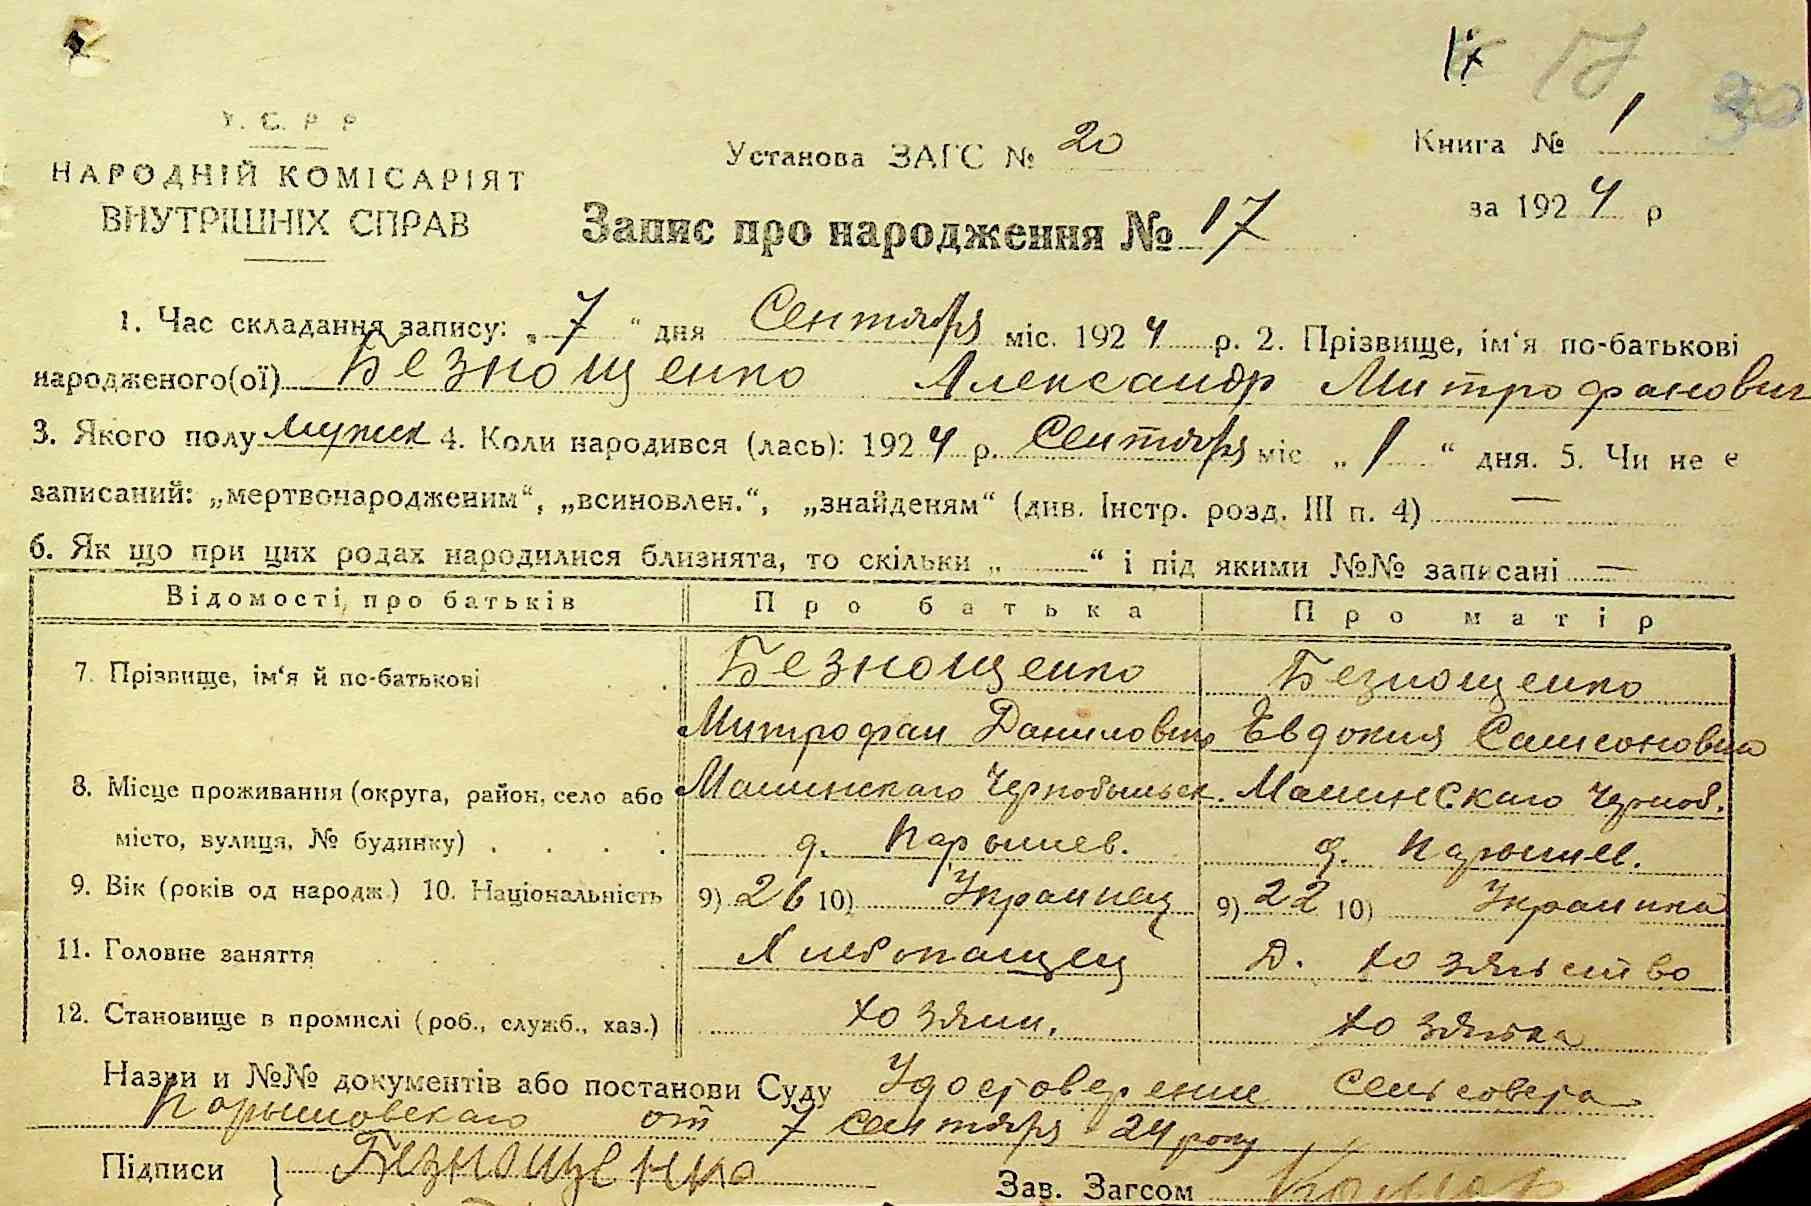 17 17 30
У. С. Р. Р
НАРОДНІЙ КОМІСАРІЯТ
ВНУТРІШНІХ СПРАВ
Установа ЗАГС № 20
Книга № 1
за 1924 р
Запис про народження № 17
1. Час складання запису: „7“ дня Сентября міс. 1924 р. 2. Прізвище, ім‘я по-батькові
народженого(ої) Безнощенко Александр Митрофанович
3. Якого полу мужск 4. Коли народився (лась): 1924 р. Сентября міс „1“ дня. 5. Чи не є
записаний: „мертвонародженим“, „всиновлен.“, „знайденям“ (див. Інстр. розд. III п. 4) —
6. Як що при цих родах народилися близнята, то скільки „ — “ і під якими №№ записані —
Відомості про батьків Про батька Про матір
7. Прізвище, ім‘я й по-батькові Безнощенко Безнощенко
Митрофан Данилович Евдокия Самсоновна
8. Місце проживання (округа, район, село або Малинскаго Чернобыльск. Малинскаго Черноб.
місто, вулиця, № будинку) д. Парышев. д. Парышев.
9. Вік (років од народж.) 10. Національність 9) 26 10) Украинец 9) 22 10) Украинка
11. Головне заняття Хлебопашец Д. хозяйство
12. Становище в промислі (роб., служб., хаз.) хозяин. хозяйка
Назви и №№ документів або постанови Суду Удостоверение сельсовета
Парышовскаго от 7 сентября 24 року
Підписи } Безнощенко
Зав. Загсом